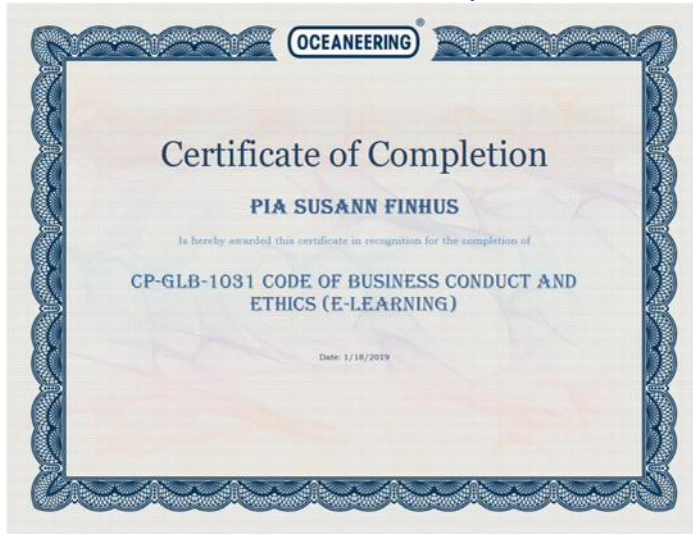 OCEANEERING®
Certificate of Completion
PIA SUSANN FINHUS
Is hereby awarded this certificate in recognition for the completion of
CP-GLB-1031 CODE OF BUSINESS CONDUCT AND
ETHICS (E-LEARNING)
Date: 1/18/2019